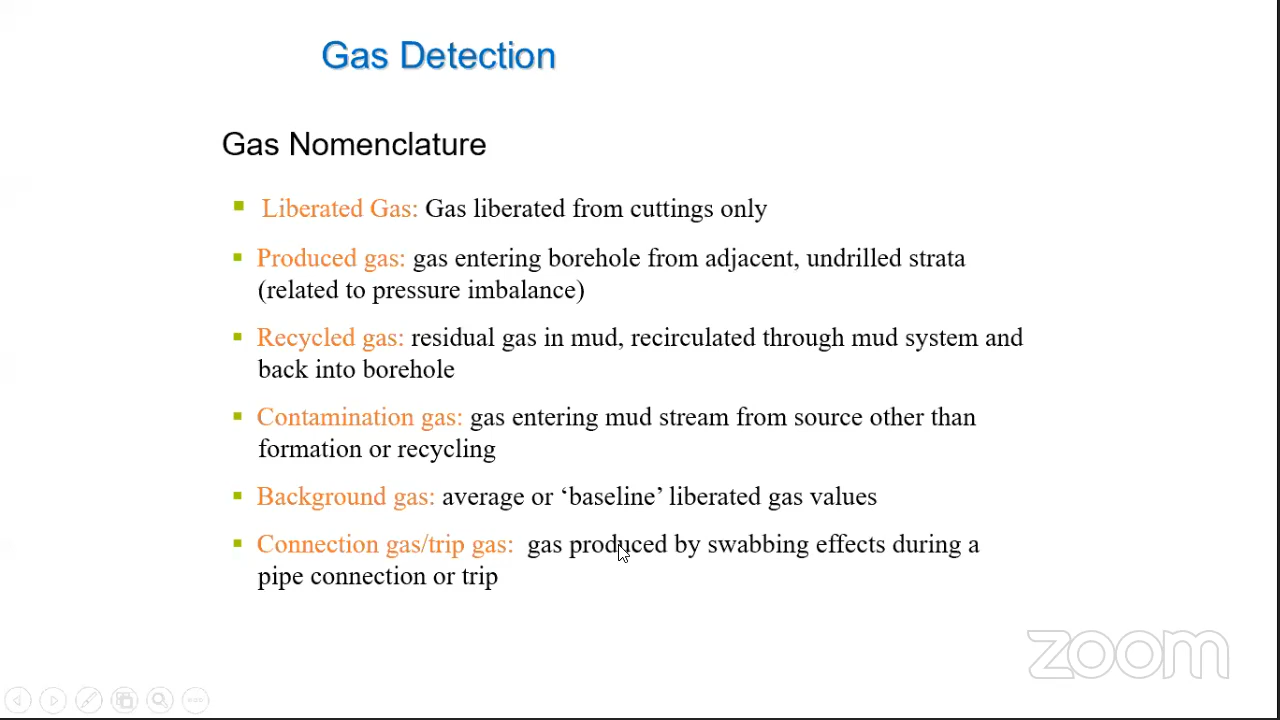 Gas Detection
Gas Nomenclature
Liberated Gas: Gas liberated from cuttings only
Produced gas: gas entering borehole from adjacent, undrilled strata
(related to pressure imbalance)
Recycled gas: residual gas in mud, recirculated through mud system and
back into borehole
Contamination gas: gas entering mud stream from source other than
formation or recycling
Background gas: average or ‘baseline’ liberated gas values
Connection gas/trip gas: gas produced by swabbing effects during a
pipe connection or trip
zoom